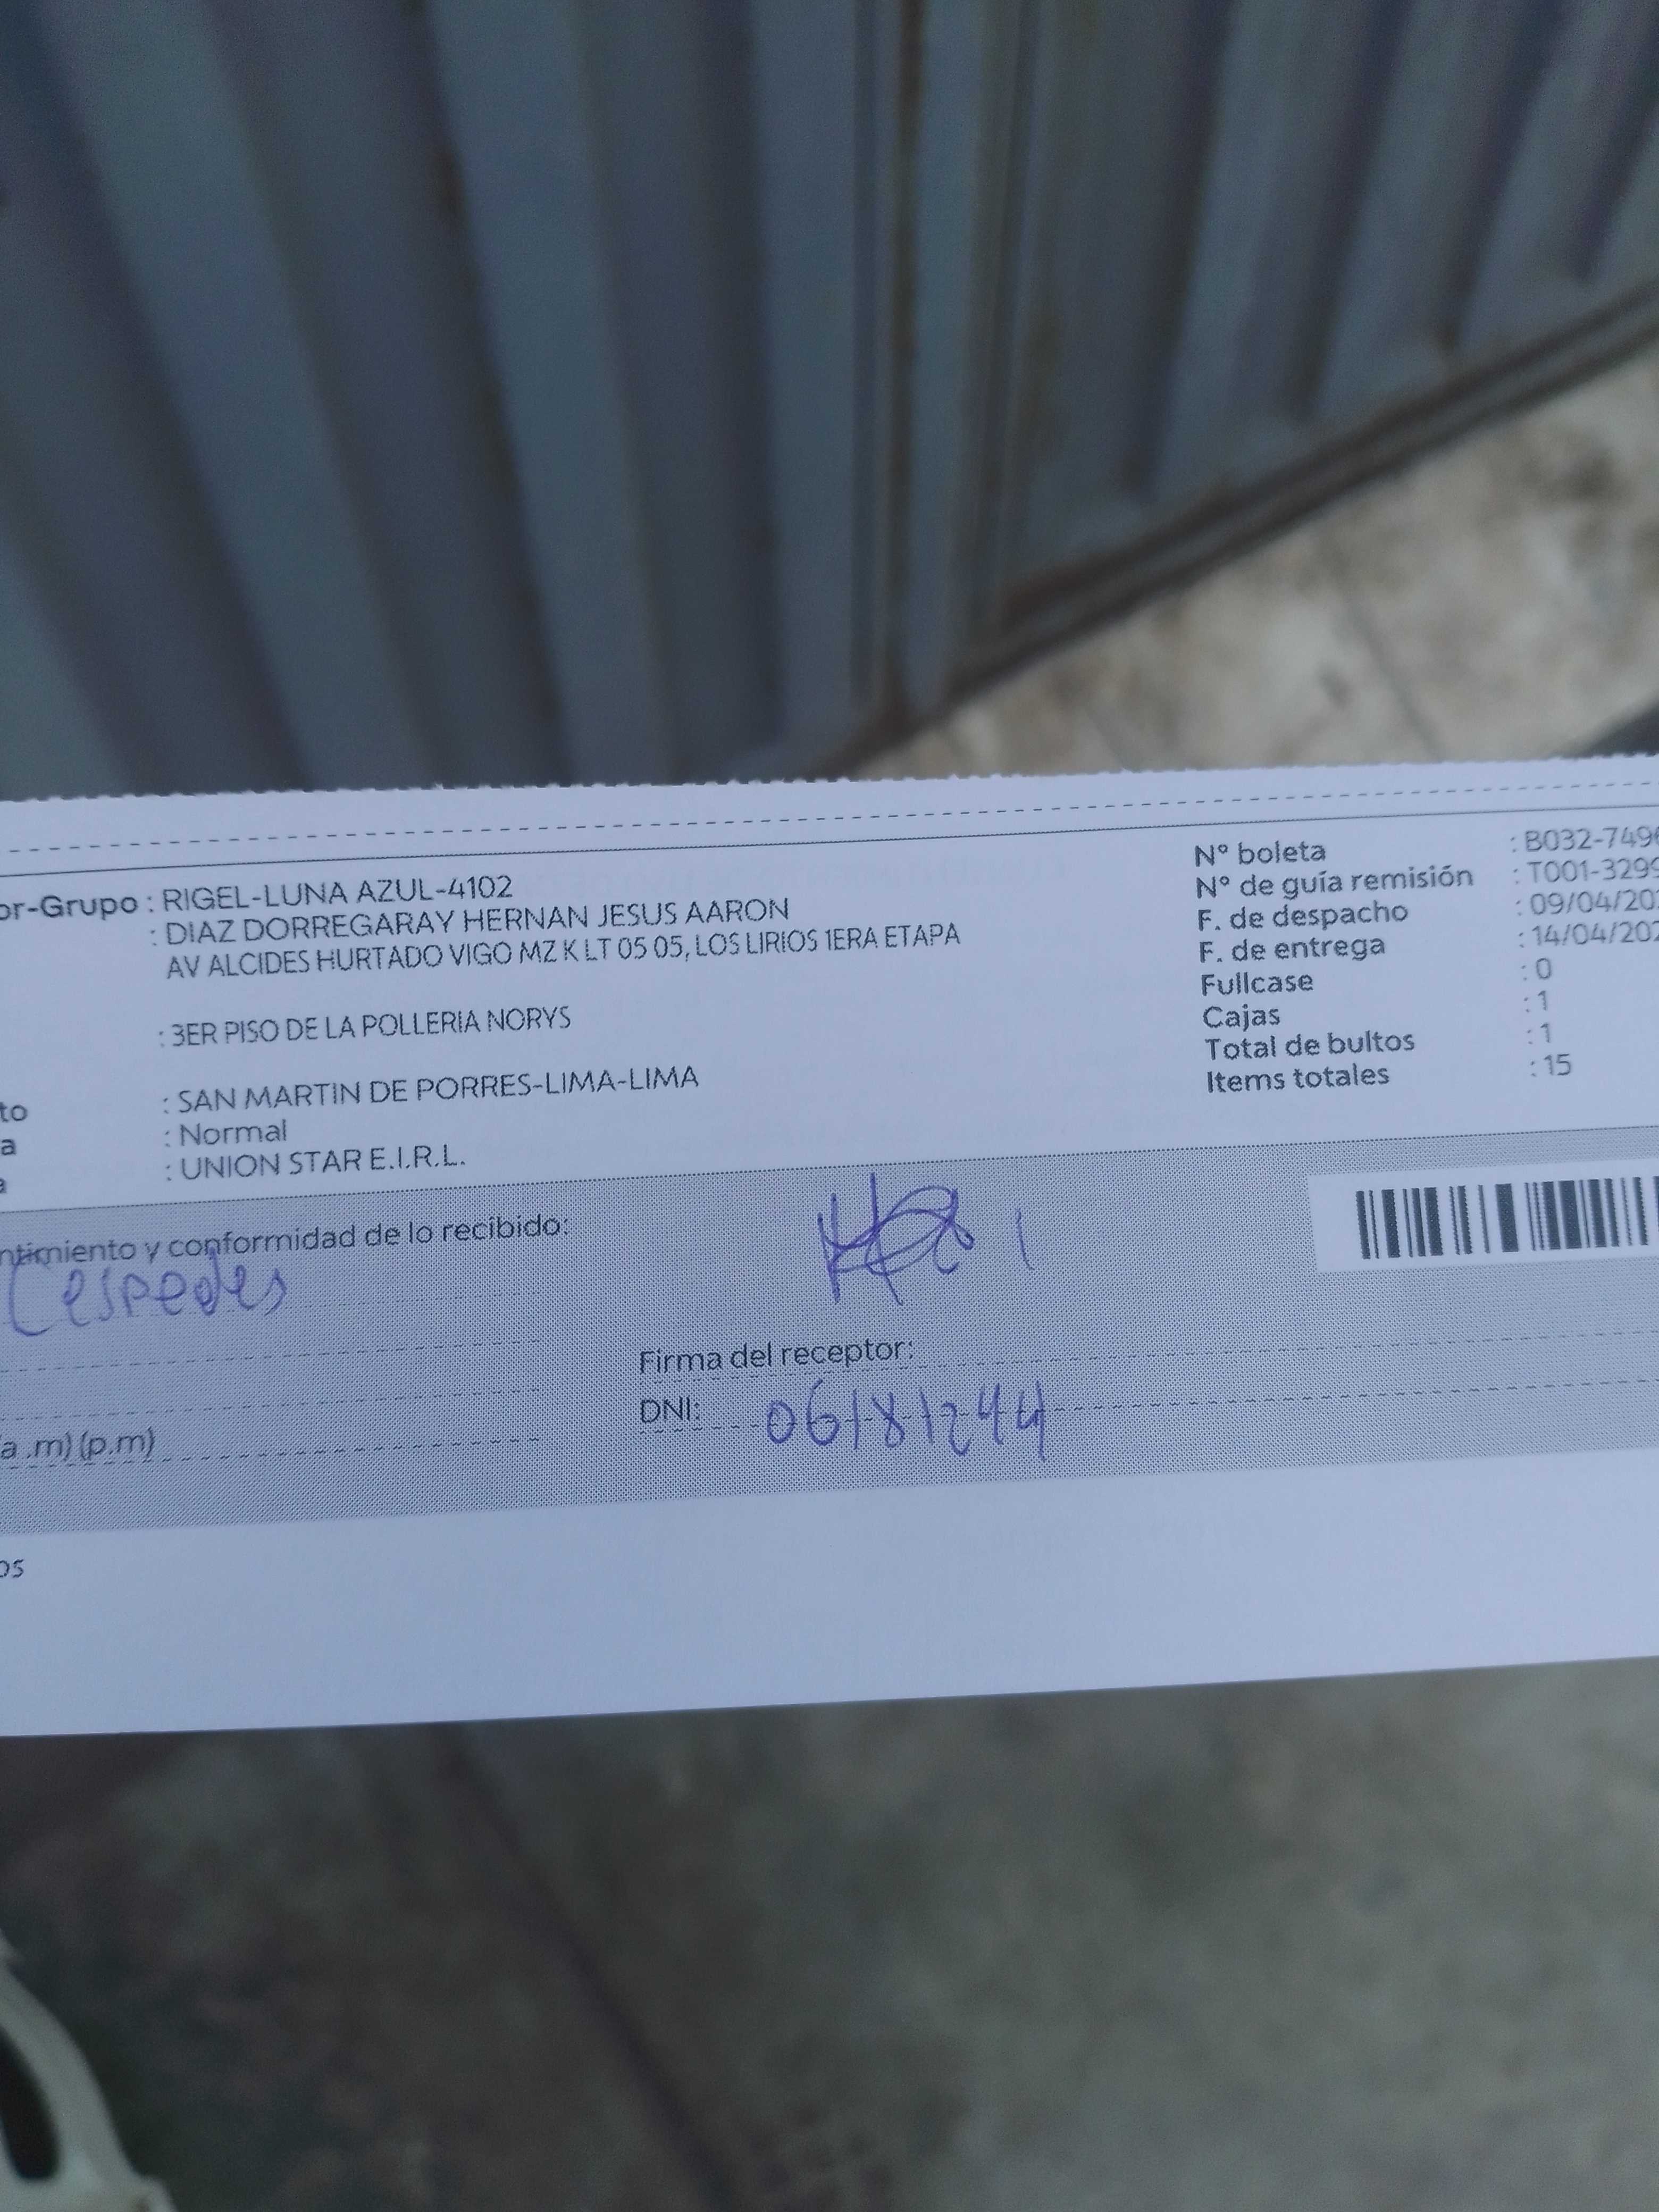 or-Grupo : RIGEL-LUNA AZUL-4102
: DIAZ DORREGARAY HERNAN JESUS AARON
AV ALCIDES HURTADO VIGO MZ K LT 05 05, LOS LIRIOS 1ERA ETAPA
: 3ER PISO DE LA POLLERIA NORYS
to : SAN MARTIN DE PORRES-LIMA-LIMA
a : Normal
a : UNION STAR E.I.R.L.
Nº boleta : B032-749
Nº de guía remisión : T001-3299
F. de despacho : 09/04/20
F. de entrega : 14/04/202
Fullcase : 0
Cajas : 1
Total de bultos : 1
Items totales : 15
ntimiento y conformidad de lo recibido:
Cespedes
Firma del receptor:
DNI: 06181244
(a .m) (p.m)
os